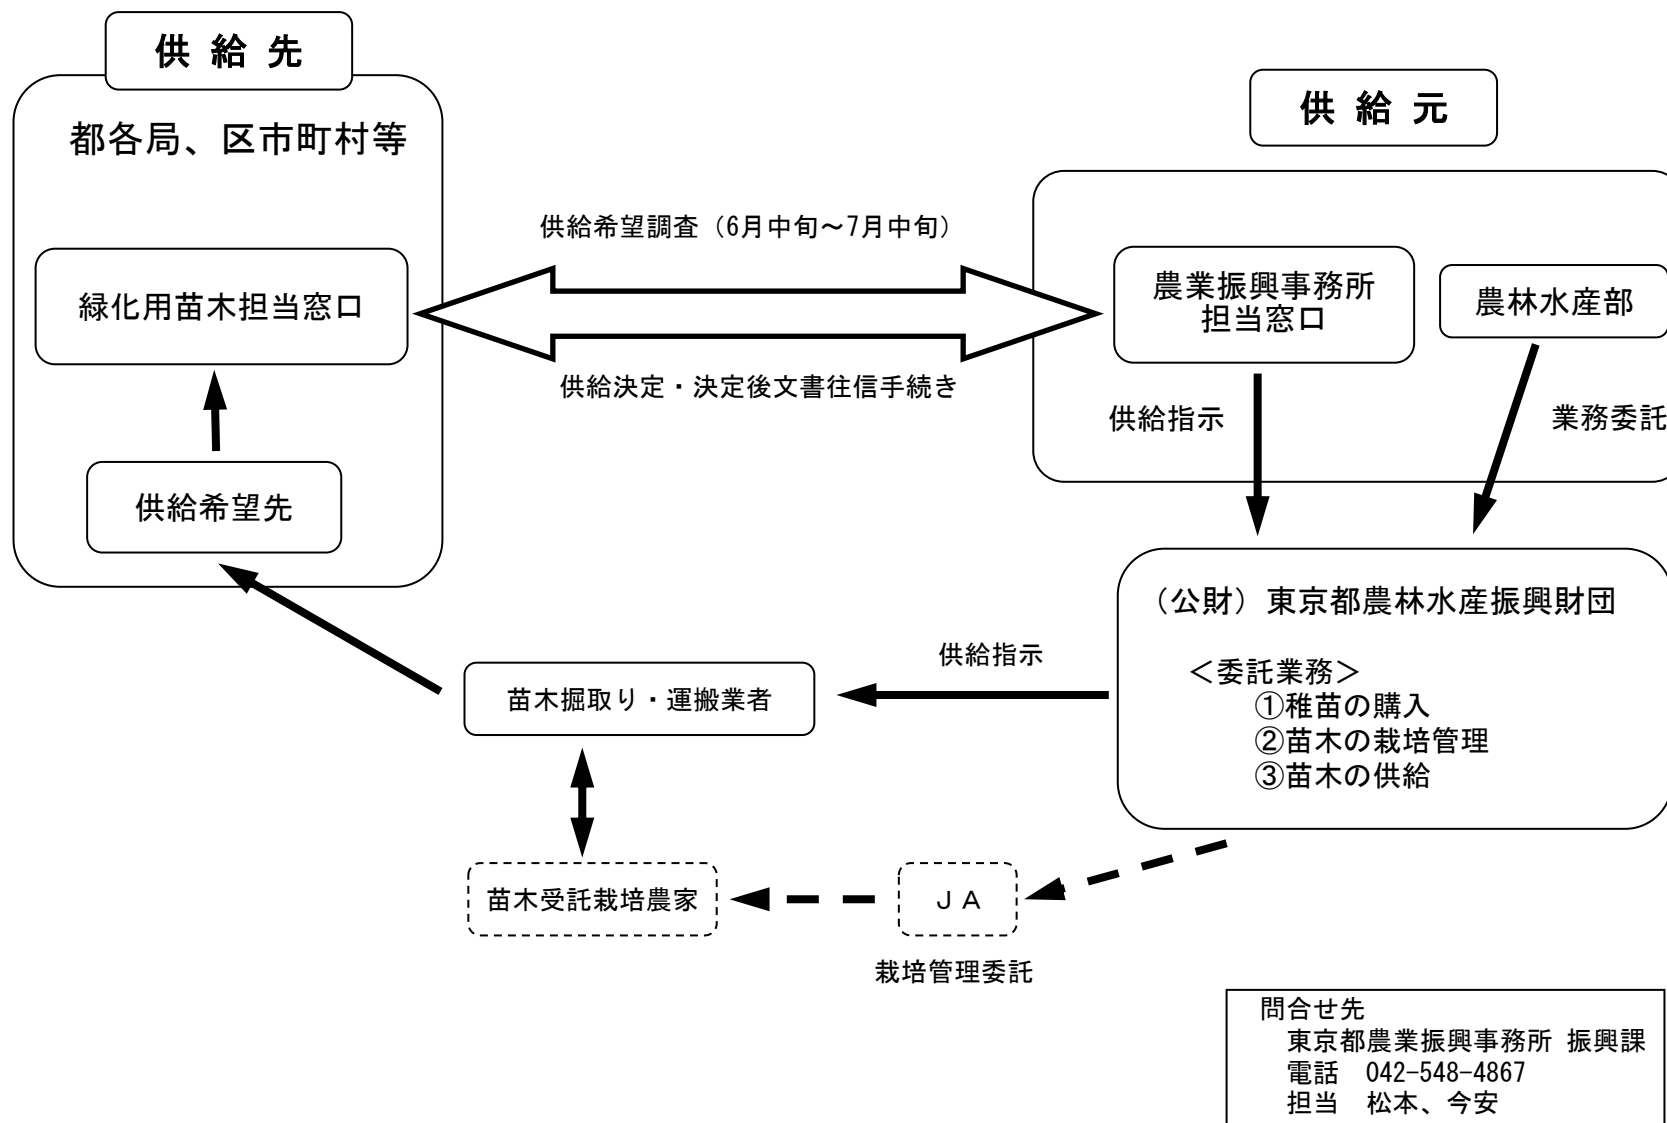 供給先
都各局、区市町村等
緑化用苗木担当窓口
供給希望先
供給希望調査（6月中旬～7月中旬）
供給決定・決定後文書往信手続き
供給元
農業振興事務所
担当窓口
農林水産部
供給指示
業務委託
（公財）東京都農林水産振興財団
＜委託業務＞
①稚苗の購入
②苗木の栽培管理
③苗木の供給
供給指示
苗木掘取り・運搬業者
苗木受託栽培農家
ＪＡ
栽培管理委託
問合せ先
東京都農業振興事務所 振興課
電話　042-548-4867
担当　松本、今安